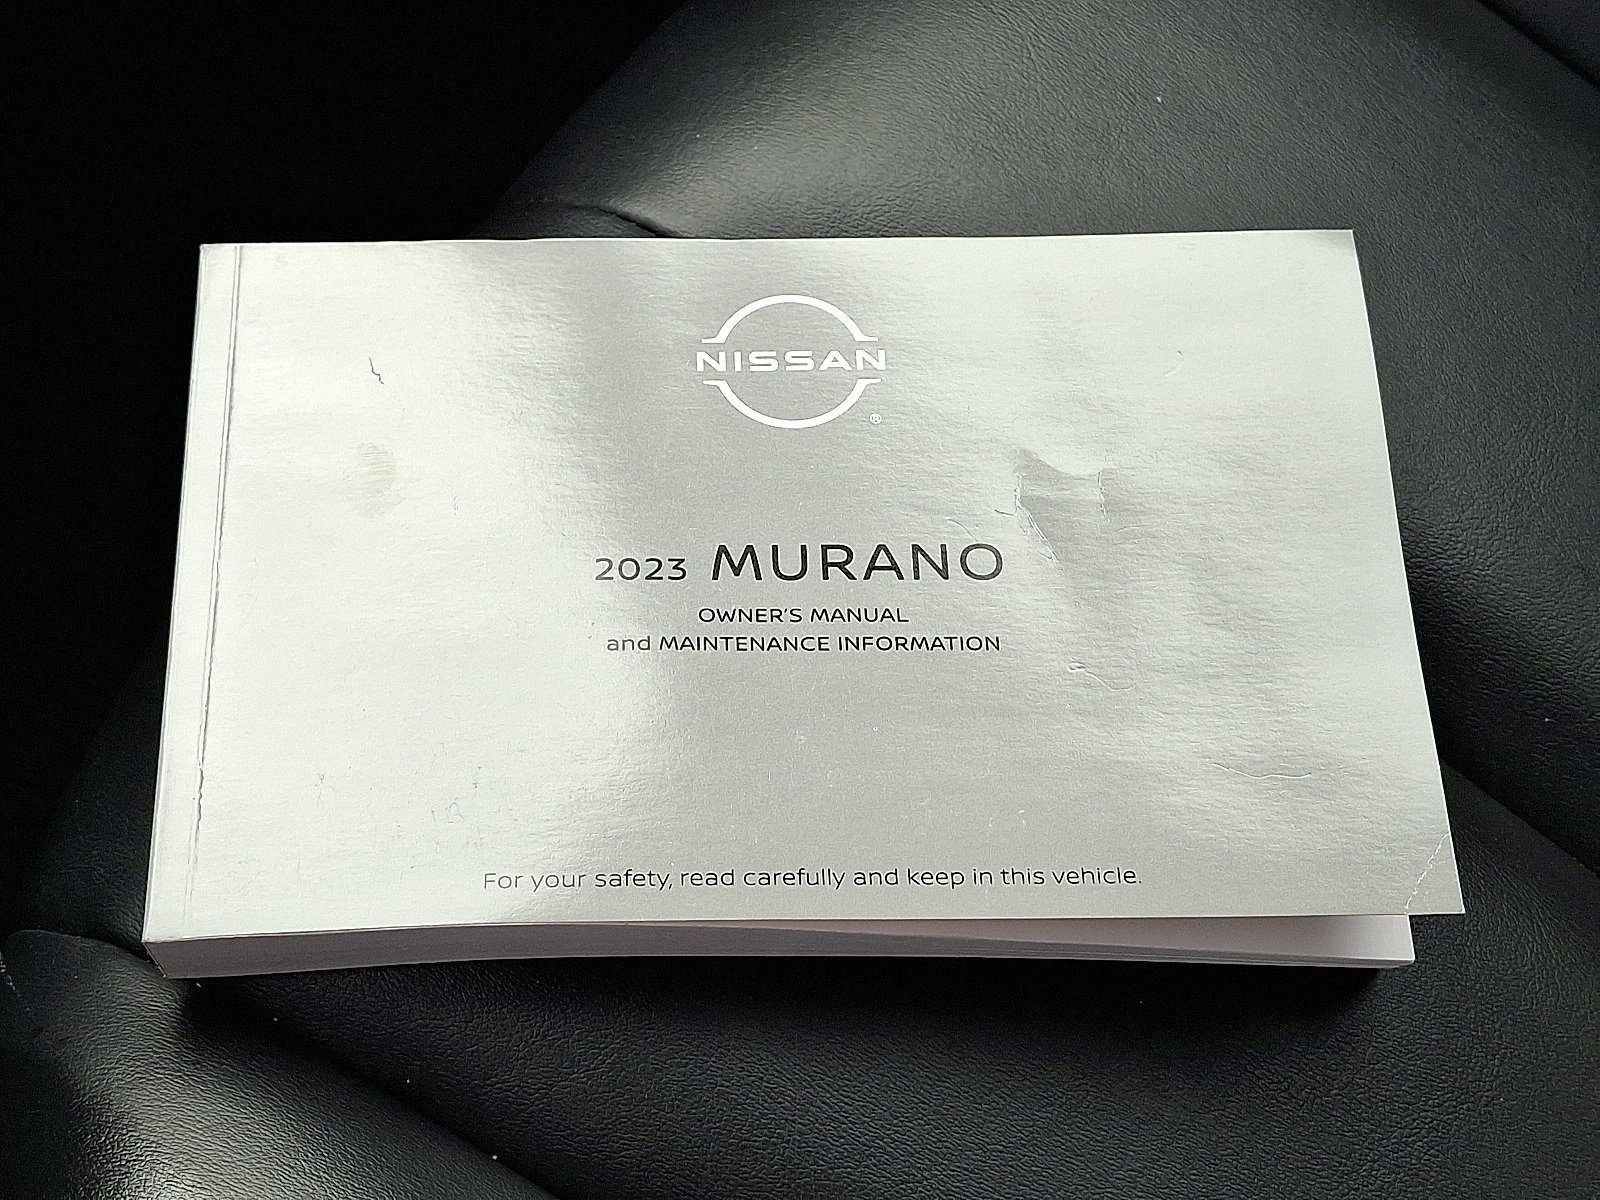 NISSAN
®
2023 MURANO
OWNER'S MANUAL
and MAINTENANCE INFORMATION
For your safety, read carefully and keep in this vehicle.